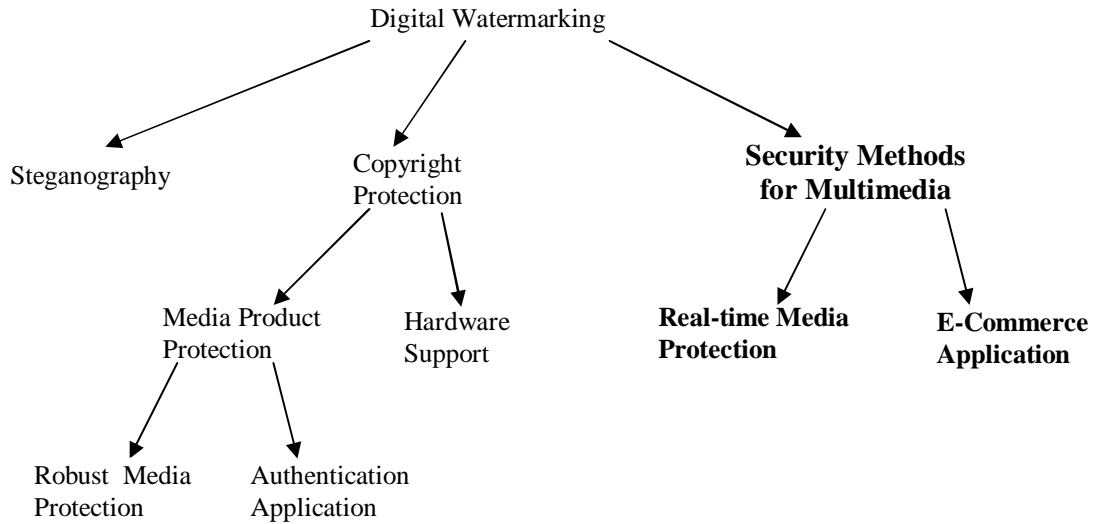 Digital Watermarking
Steganography
Copyright
Protection
Security Methods
for Multimedia
Media Product
Protection
Hardware
Support
Real-time Media
Protection
E-Commerce
Application
Robust Media
Protection
Authentication
Application